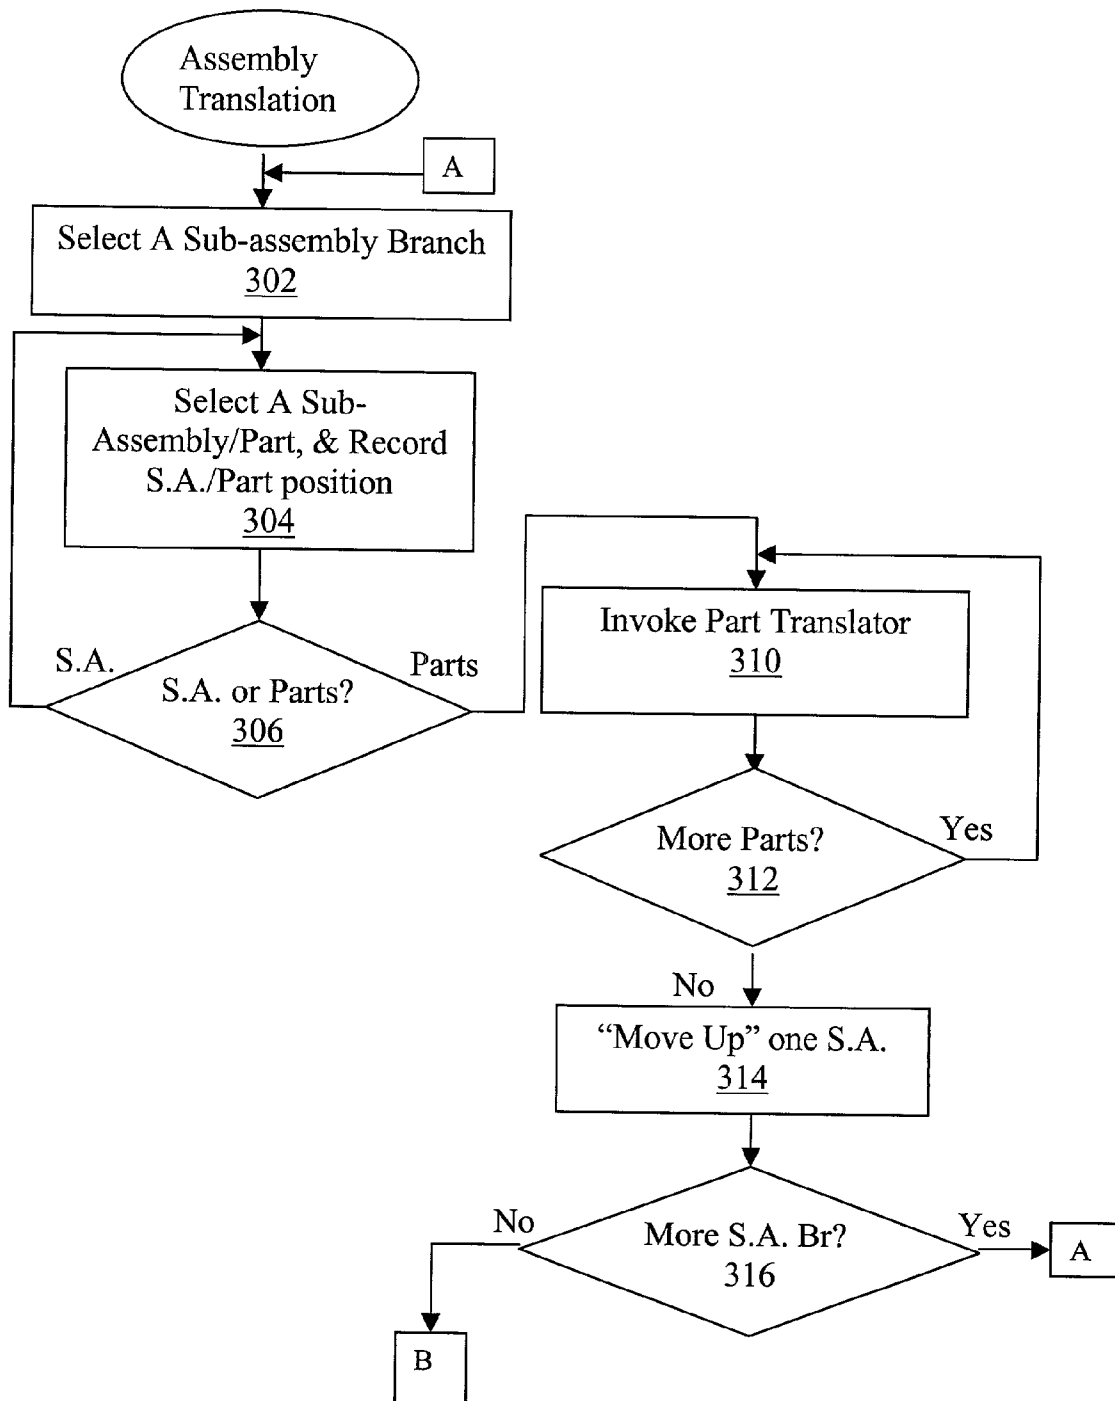 Assembly
Translation
A
Select A Sub-assembly Branch
302
Select A Sub-
Assembly/Part, & Record
S.A./Part position
304
S.A.
Parts
S.A. or Parts?
306
Invoke Part Translator
310
More Parts?
312
Yes
No
“Move Up” one S.A.
314
More S.A. Br?
316
No
Yes
A
B